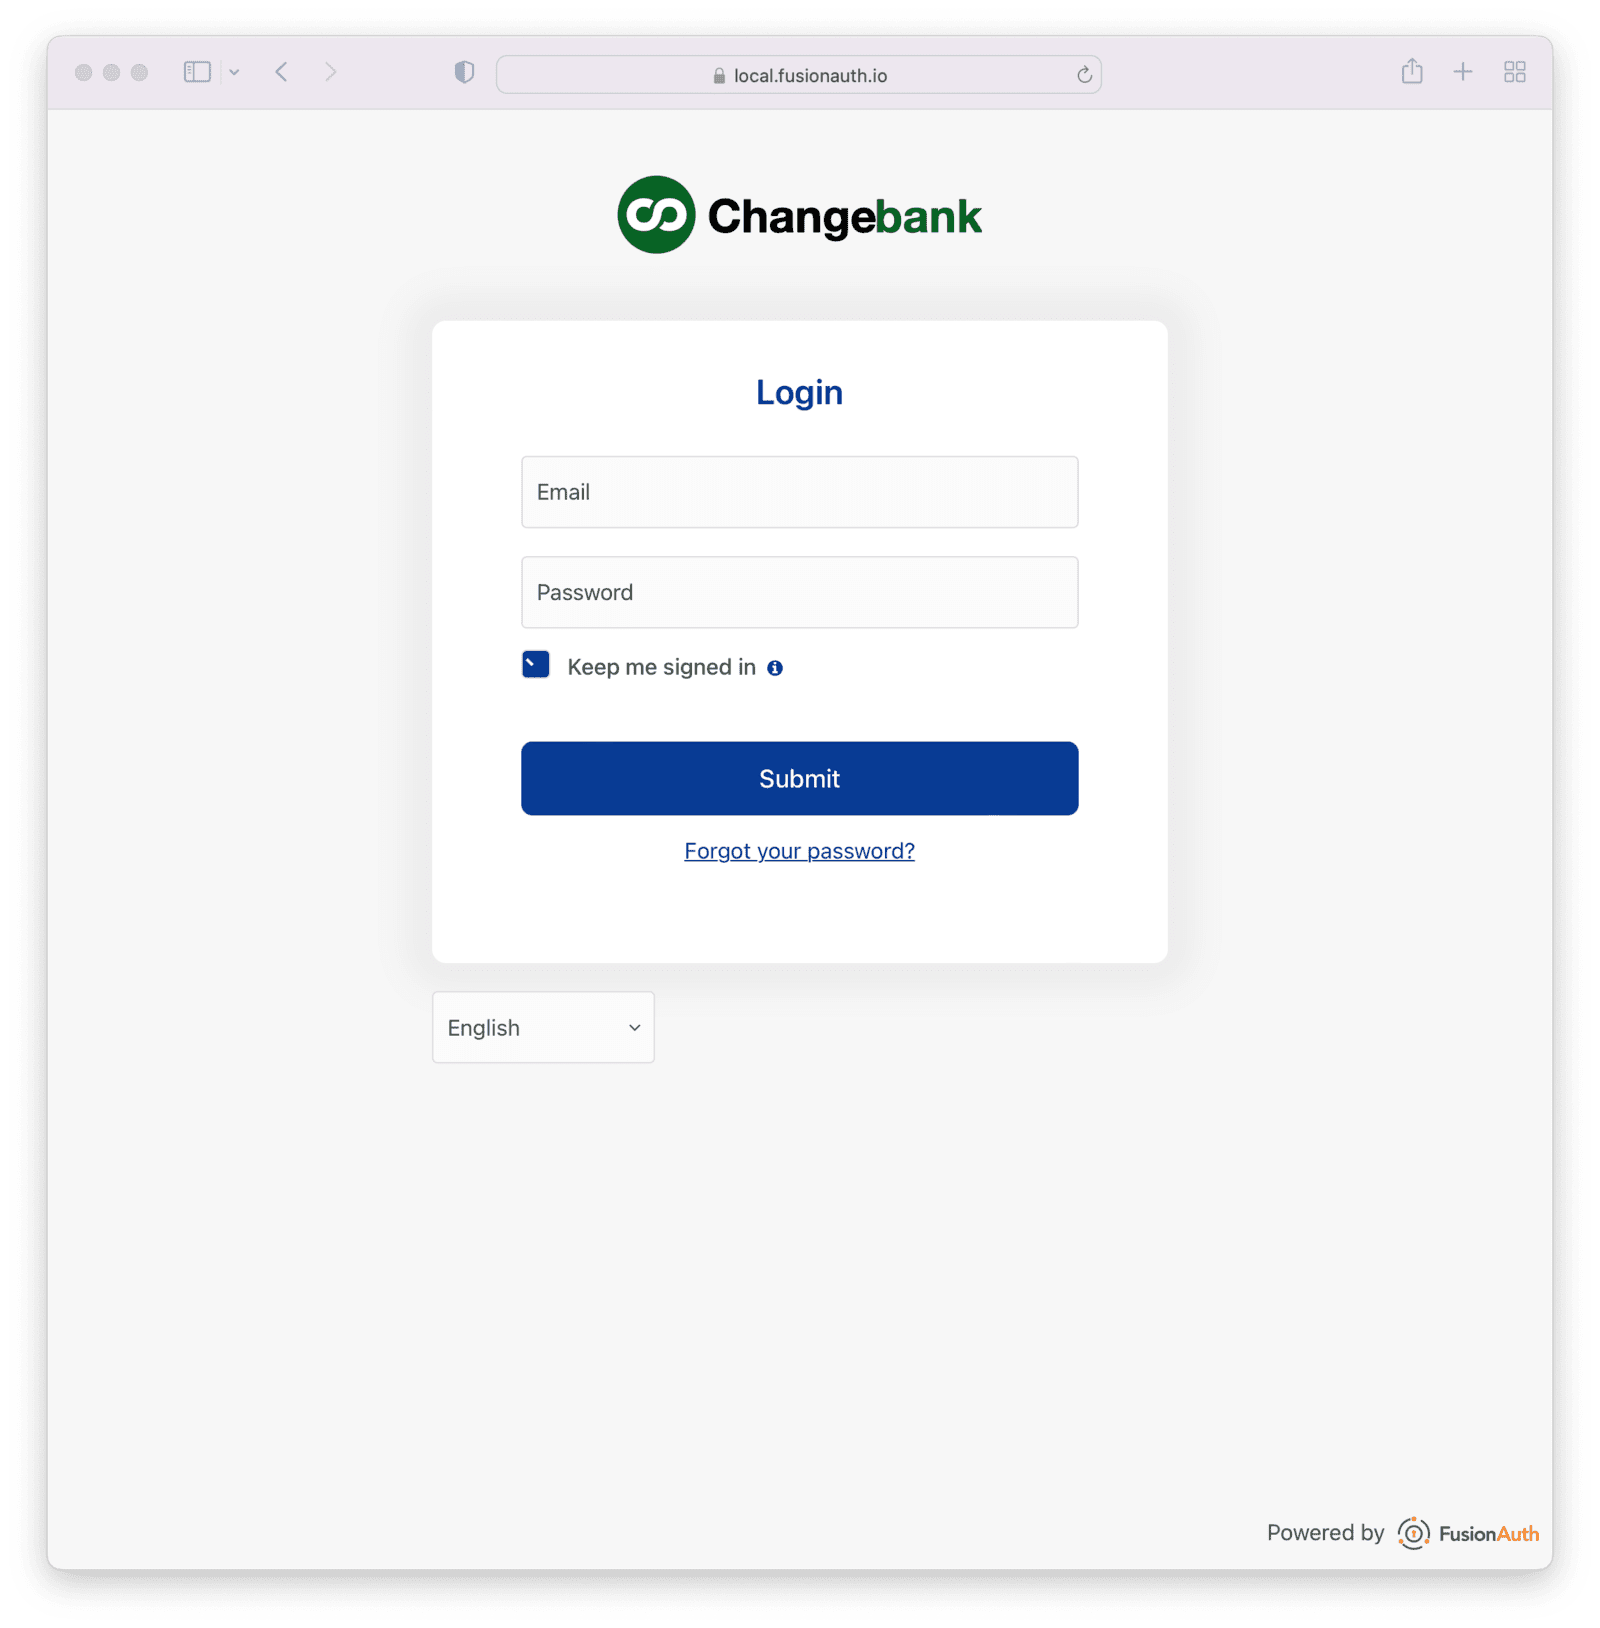 local.fusionauth.io
Changebank
Login
Email
Password
Keep me signed in
Submit
Forgot your password?
English
Powered by FusionAuth